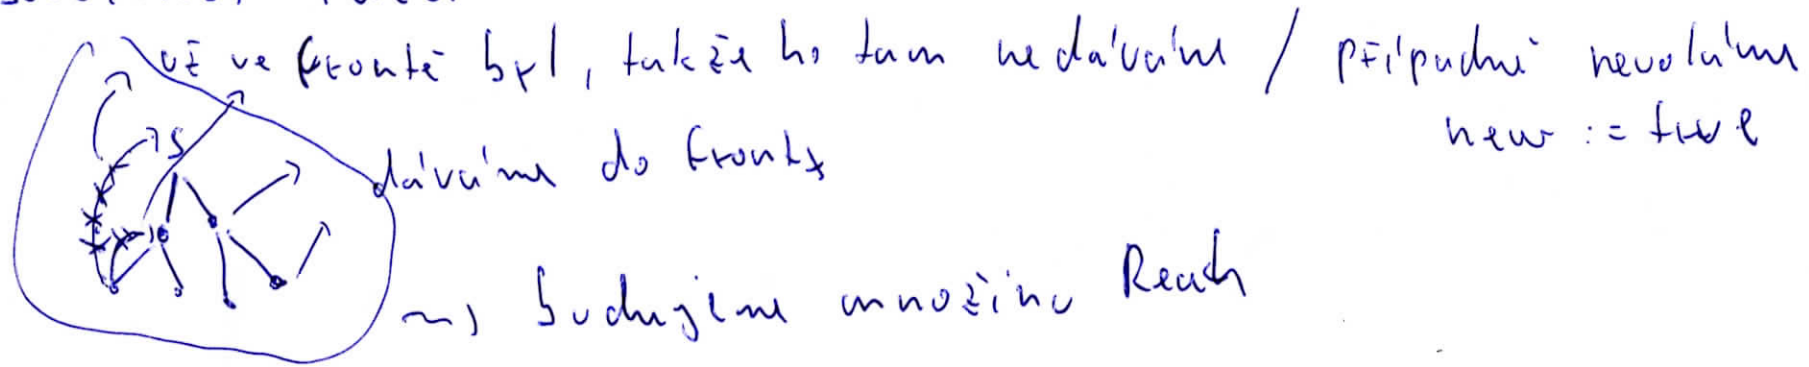 už ve frontě byl, takže ho tam nedáváme / případně nevoláme
new := true
S
dáváme do fronty
~> budujeme množinu Reach